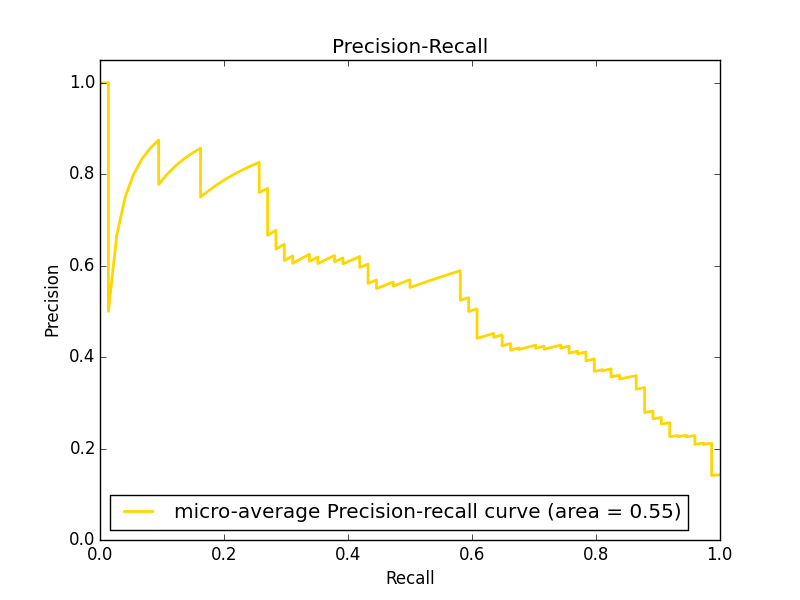 Precision-Recall
1.0
0.8
0.6
0.4
0.2
0.0
Precision
micro-average Precision-recall curve (area = 0.55)
0.0 0.2 0.4 0.6 0.8 1.0
Recall